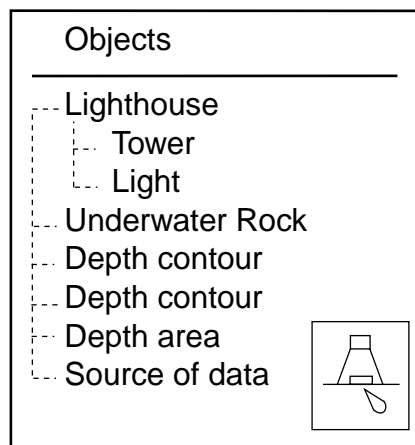 Objects
Lighthouse
Tower
Light
Underwater Rock
Depth contour
Depth contour
Depth area
Source of data